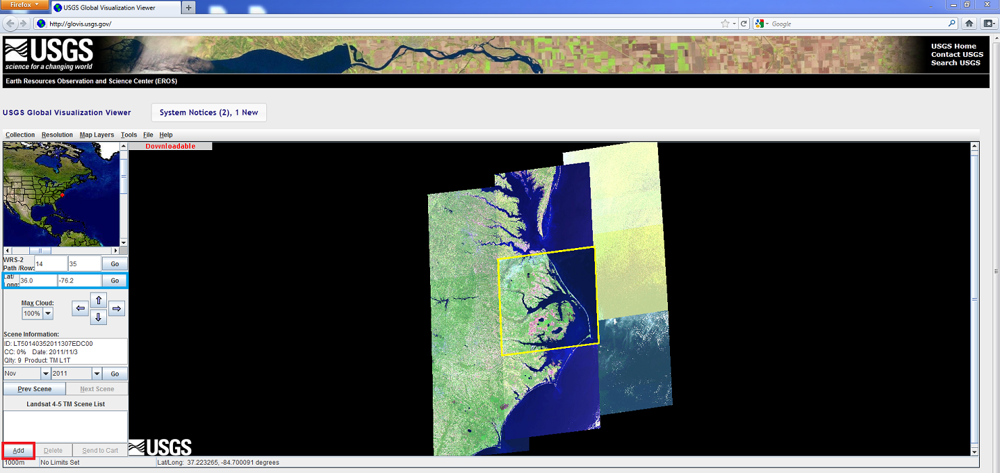 Firefox
USGS Global Visualization Viewer
http://glovis.usgs.gov/
Google
USGS
science for a changing world
USGS Home
Contact USGS
Search USGS
Earth Resources Observation and Science Center (EROS)
USGS Global Visualization Viewer
System Notices (2), 1 New
Collection Resolution Map Layers Tools File Help
Downloadable
WRS-2
Path /Row: 14 35 Go
Lat/
Long: 36.0 -76.2 Go
Max Cloud:
100%
Scene Information:
ID: LT50140352011307EDC00
CC: 0% Date: 2011/11/3
Qlty: 9 Product: TM L1T
Nov 2011 Go
Prev Scene Next Scene
Landsat 4-5 TM Scene List
Add Delete Send to Cart
USGS
1000m No Limits Set Lat/Long: 37.223265, -84.700091 degrees